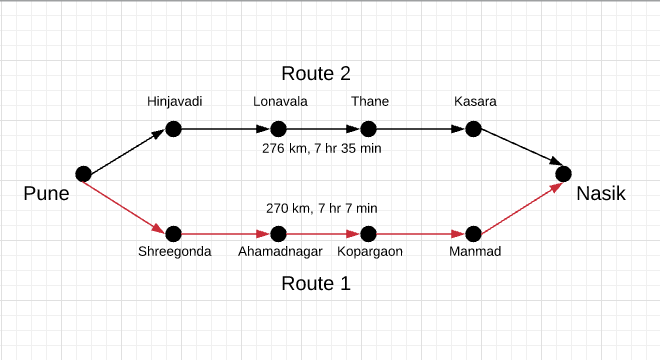 Route 2
Hinjavadi Lonavala Thane Kasara
276 km, 7 hr 35 min
Pune Nasik
270 km, 7 hr 7 min
Shreegonda Ahamadnagar Kopargaon Manmad
Route 1